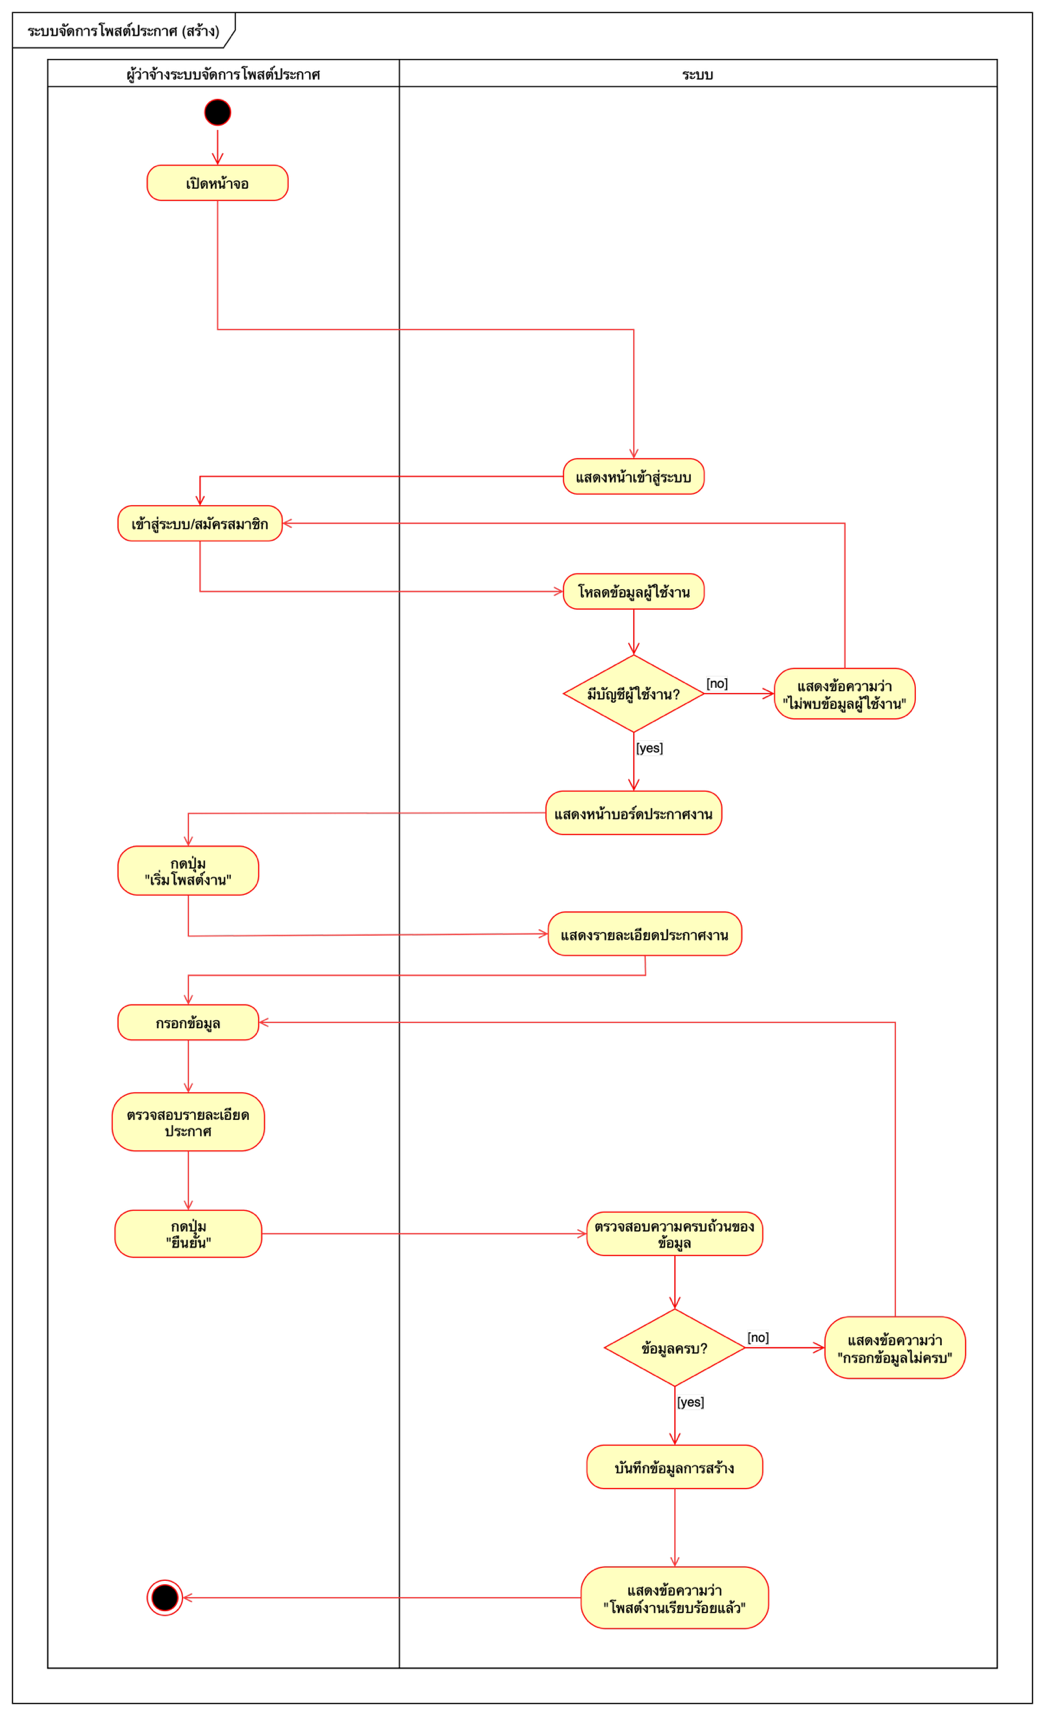 ระบบจัดการโพสต์ประกาศ (สร้าง)
ผู้ว่าจ้างระบบจัดการโพสต์ประกาศ
ระบบ
เปิดหน้าจอ
แสดงหน้าเข้าสู่ระบบ
เข้าสู่ระบบ/สมัครสมาชิก
โหลดข้อมูลผู้ใช้งาน
มีบัญชีผู้ใช้งาน?
[no]
แสดงข้อความว่า
"ไม่พบข้อมูลผู้ใช้งาน"
[yes]
แสดงหน้าบอร์ดประกาศงาน
กดปุ่ม
"เริ่มโพสต์งาน"
แสดงรายละเอียดประกาศงาน
กรอกข้อมูล
ตรวจสอบรายละเอียด
ประกาศ
กดปุ่ม
"ยืนยัน"
ตรวจสอบความครบถ้วนของ
ข้อมูล
ข้อมูลครบ?
[no]
แสดงข้อความว่า
"กรอกข้อมูลไม่ครบ"
[yes]
บันทึกข้อมูลการสร้าง
แสดงข้อความว่า
"โพสต์งานเรียบร้อยแล้ว"